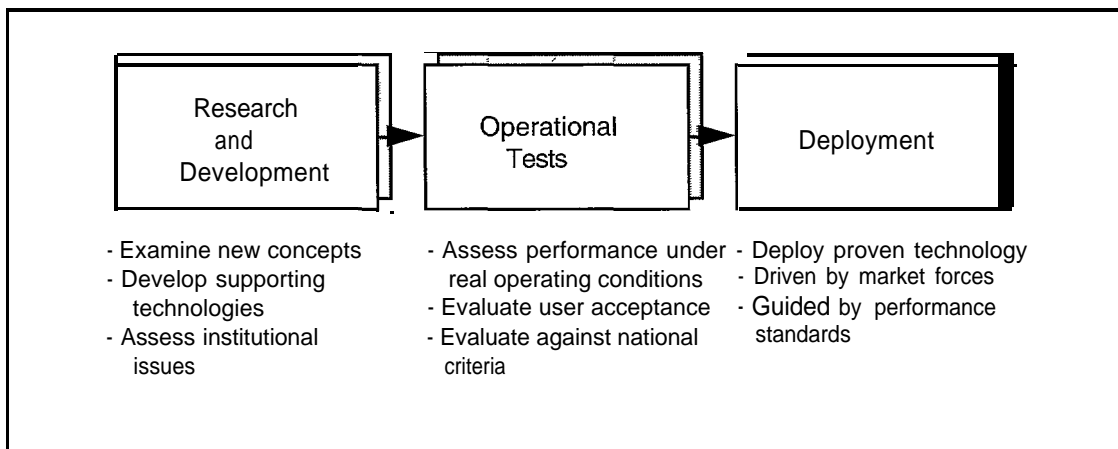 Research
and
Development
Operational
Tests
Deployment
- Examine new concepts
- Develop supporting
technologies
- Assess institutional
issues
- Assess performance under
real operating conditions
- Evaluate user acceptance
- Evaluate against national
criteria
- Deploy proven technology
- Driven by market forces
- Guided by performance
standards